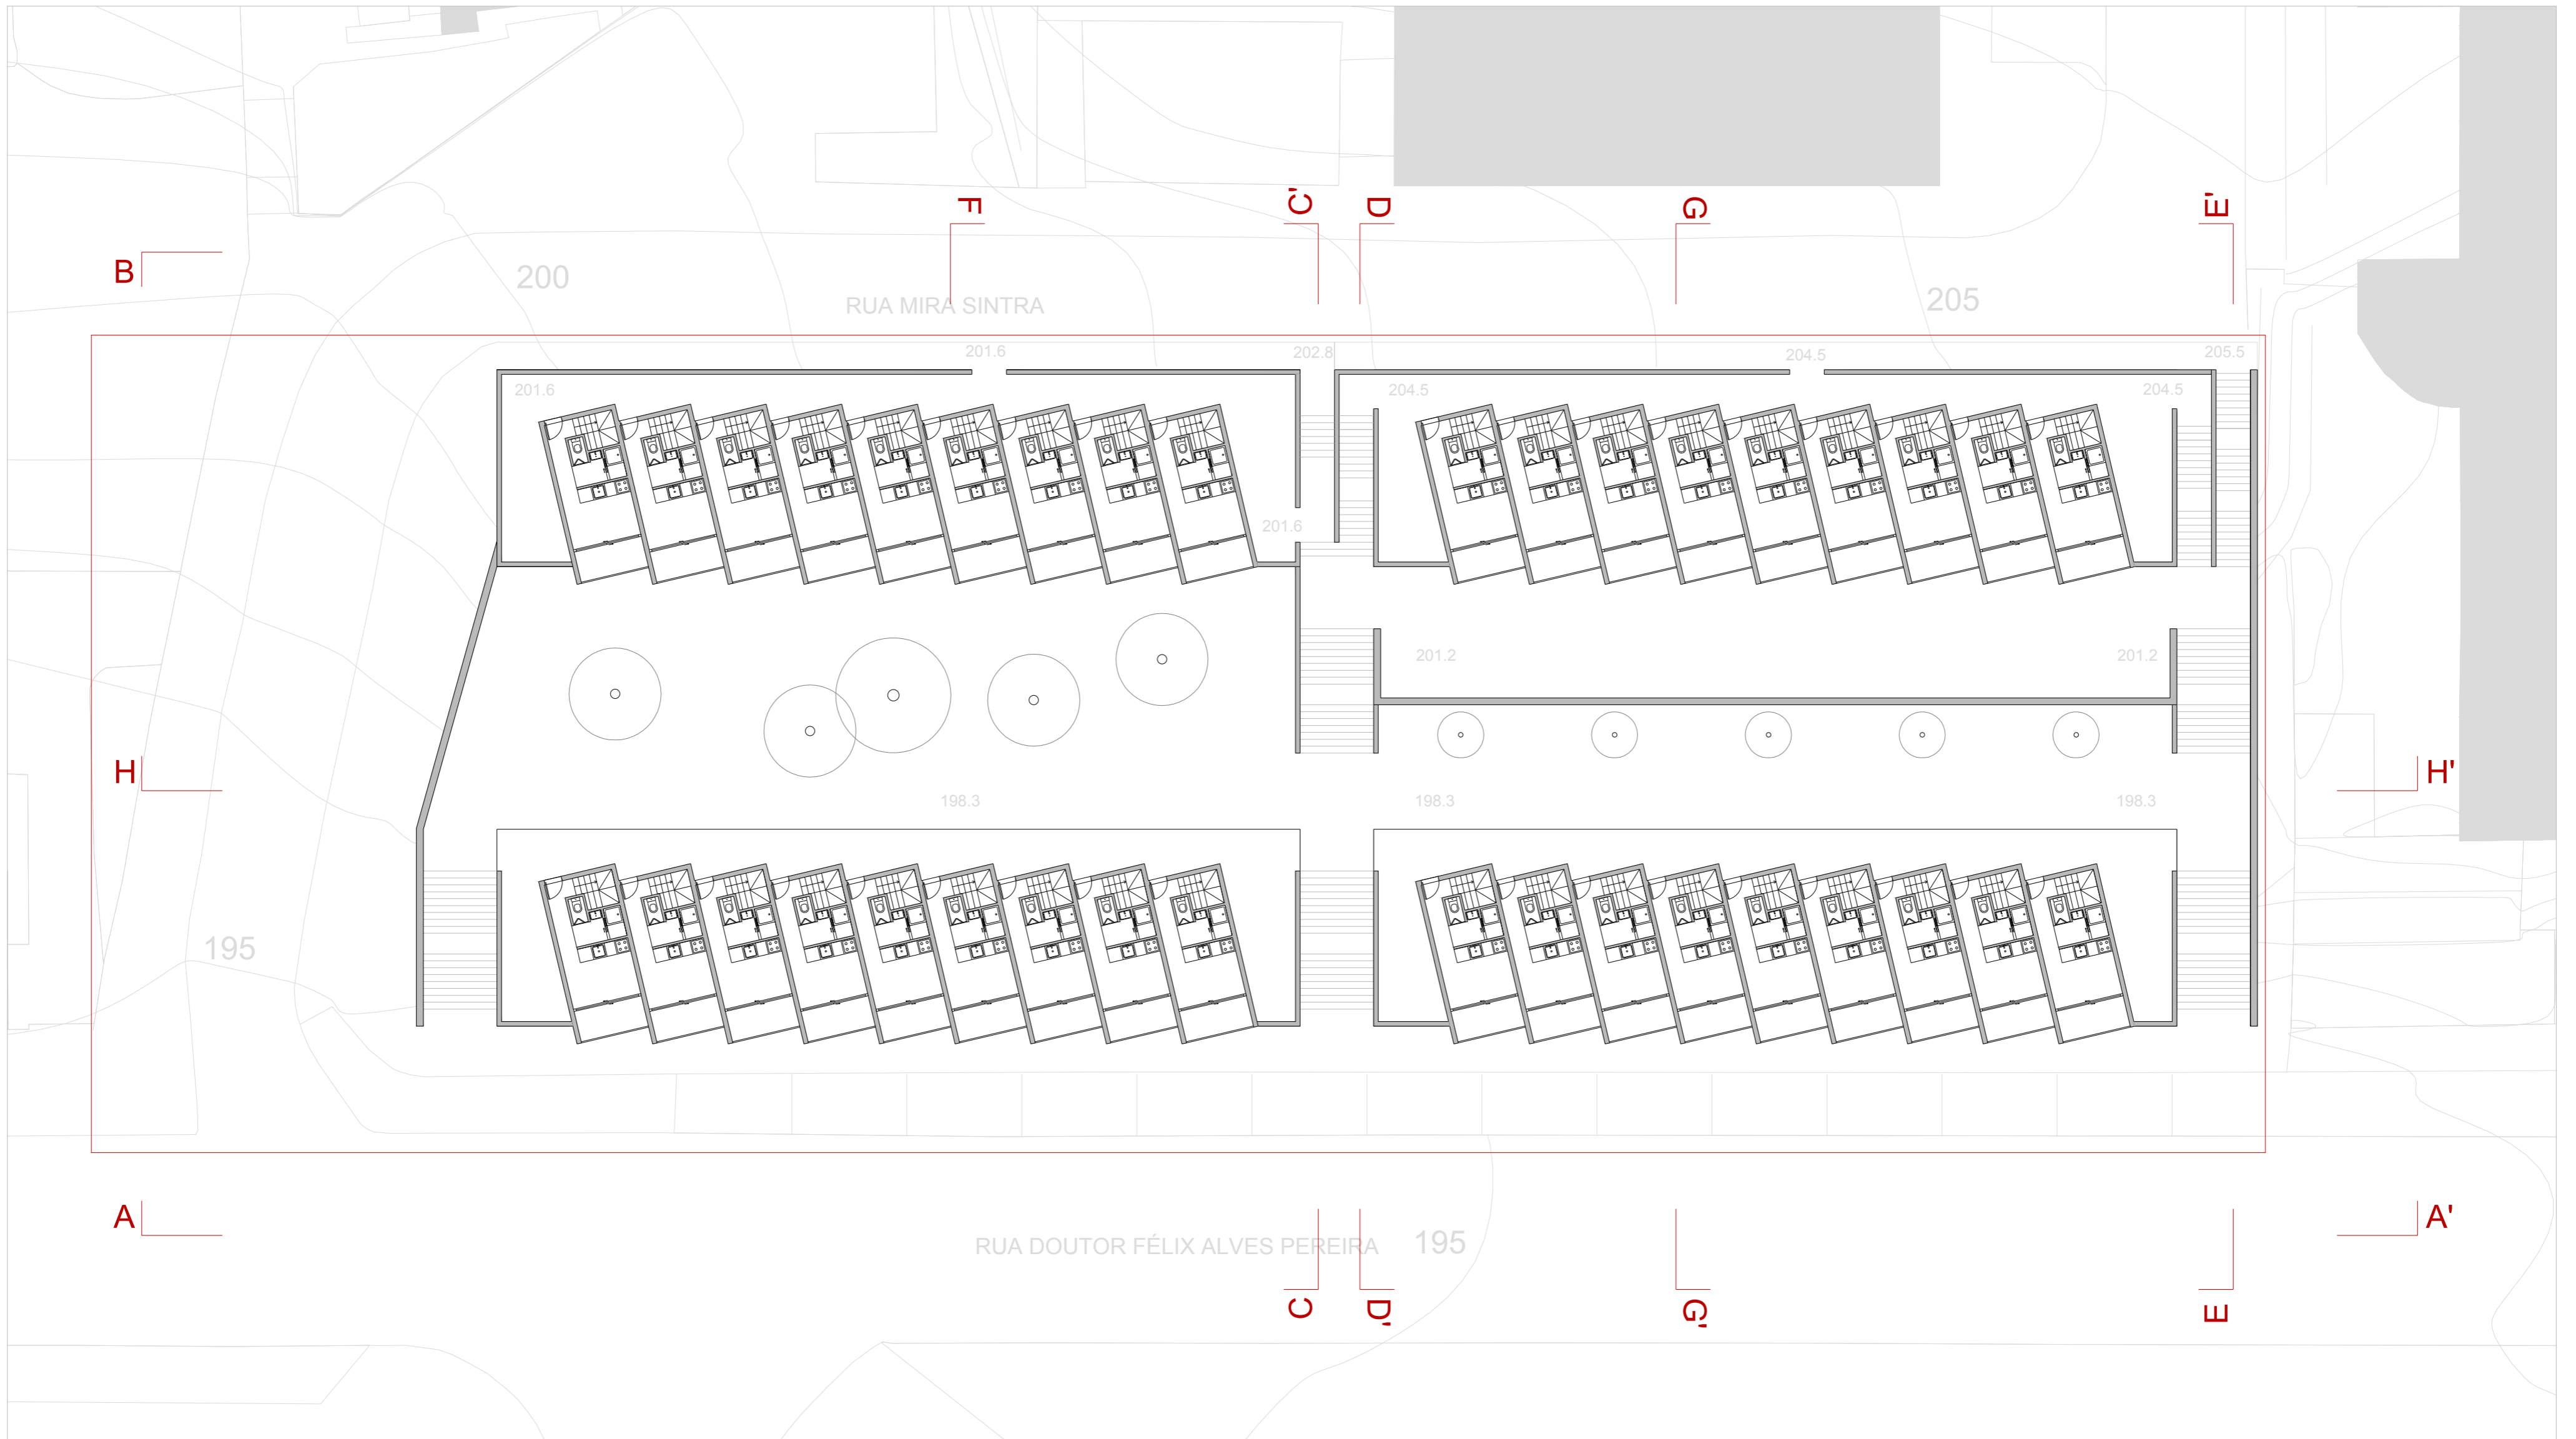 F
C'
D
G
E'
B
200
RUA MIRA SINTRA
205
201.6
202.8
204.5
205.5
201.6
204.5
204.5
201.6
201.2
201.2
H
H'
198.3
198.3
198.3
195
A
A'
RUA DOUTOR FÉLIX ALVES PEREIRA
195
C
D'
G'
E